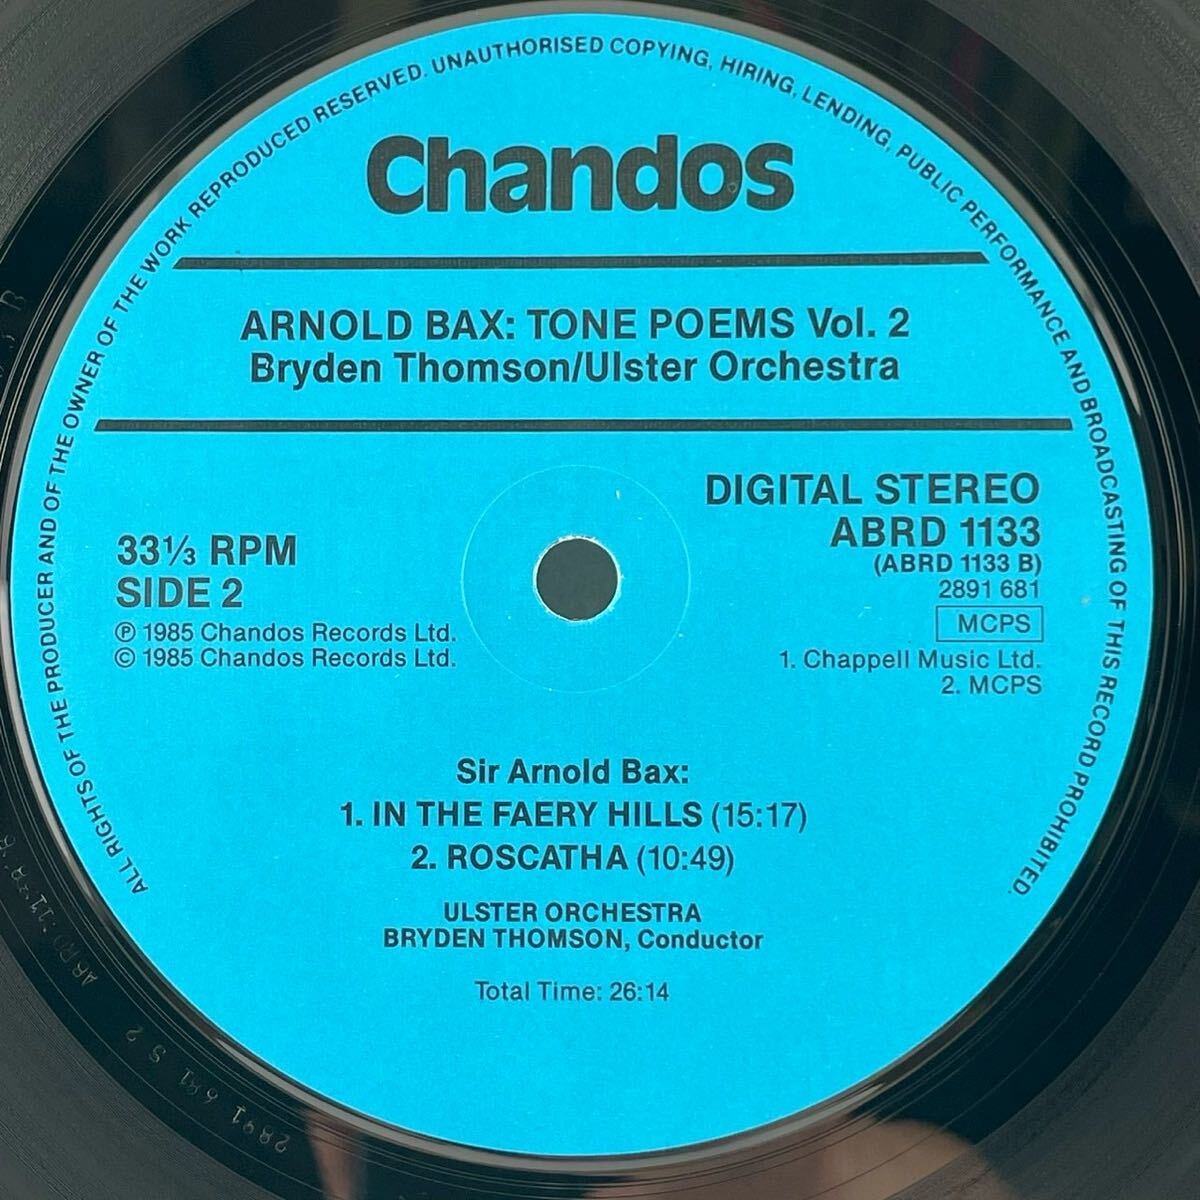 ALL RIGHTS OF THE PRODUCER AND OF THE OWNER OF THE WORK REPRODUCED RESERVED. UNAUTHORISED COPYING, HIRING, LENDING, PUBLIC PERFORMANCE AND BROADCASTING OF THIS RECORD PROHIBITED.
Chandos
ARNOLD BAX: TONE POEMS Vol. 2
Bryden Thomson/Ulster Orchestra
DIGITAL STEREO
ABRD 1133
(ABRD 1133 B)
2891 681
MCPS
1. Chappell Music Ltd.
2. MCPS
33⅓ RPM
SIDE 2
℗ 1985 Chandos Records Ltd.
© 1985 Chandos Records Ltd.
Sir Arnold Bax:
1. IN THE FAERY HILLS (15:17)
2. ROSCATHA (10:49)
ULSTER ORCHESTRA
BRYDEN THOMSON, Conductor
Total Time: 26:14
2891 681 S 2